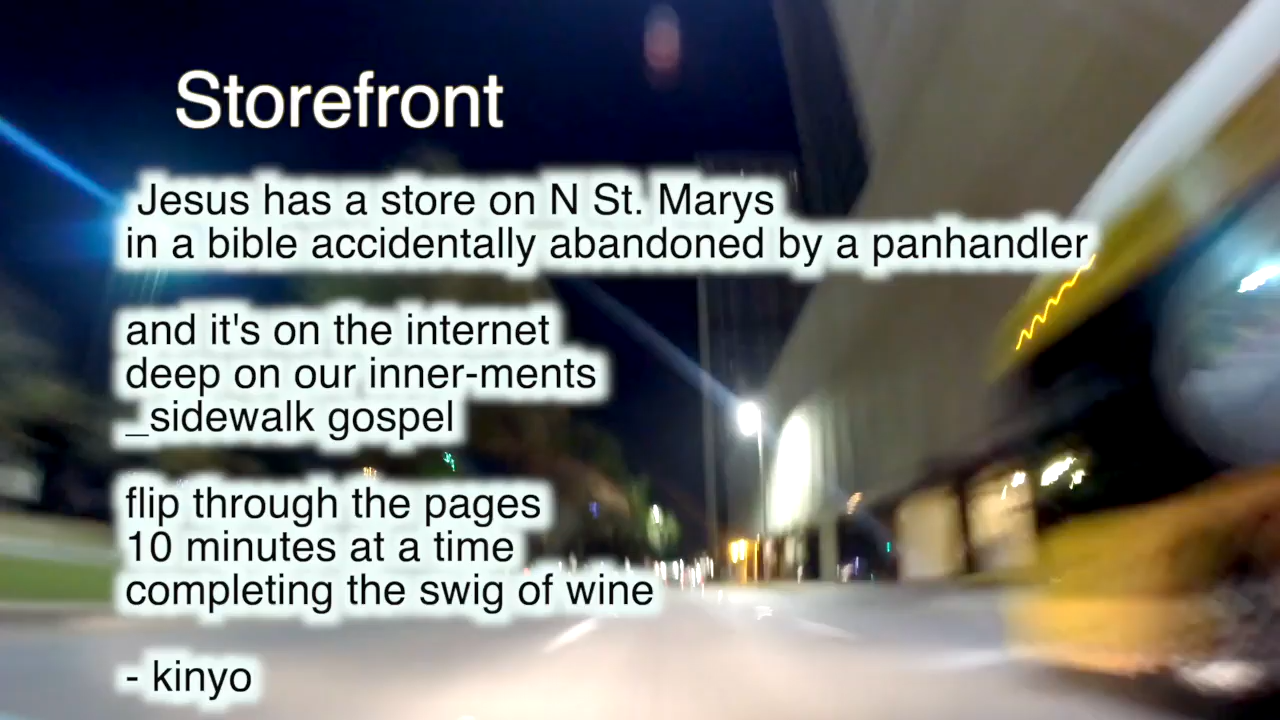 Storefront
Jesus has a store on N St. Marys
in a bible accidentally abandoned by a panhandler
and it's on the internet
deep on our inner-ments
_sidewalk gospel
flip through the pages
10 minutes at a time
completing the swig of wine
- kinyo